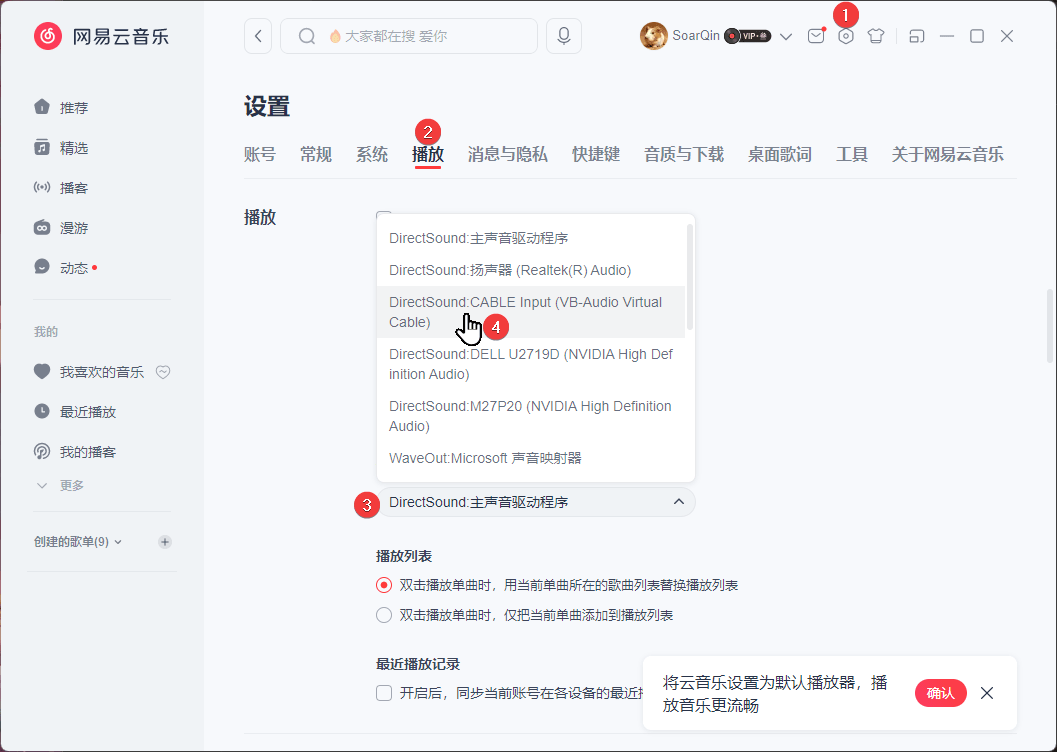 网易云音乐
大家都在搜 爱你
SoarQin
VIP
1
推荐
精选
播客
漫游
动态
我的
我喜欢的音乐
最近播放
我的播客
更多
创建的歌单(9)
设置
2
账号 常规 系统 播放 消息与隐私 快捷键 音质与下载 桌面歌词 工具 关于网易云音乐
播放
DirectSound:主声音驱动程序
DirectSound:扬声器 (Realtek(R) Audio)
DirectSound:CABLE Input (VB-Audio Virtual
Cable)
4
DirectSound:DELL U2719D (NVIDIA High Def
inition Audio)
DirectSound:M27P20 (NVIDIA High Definition
Audio)
WaveOut:Microsoft 声音映射器
3
DirectSound:主声音驱动程序
播放列表
双击播放单曲时，用当前单曲所在的歌曲列表替换播放列表
双击播放单曲时，仅把当前单曲添加到播放列表
最近播放记录
开启后，同步当前账号在各设备的最近
将云音乐设置为默认播放器，播
放音乐更流畅
确认